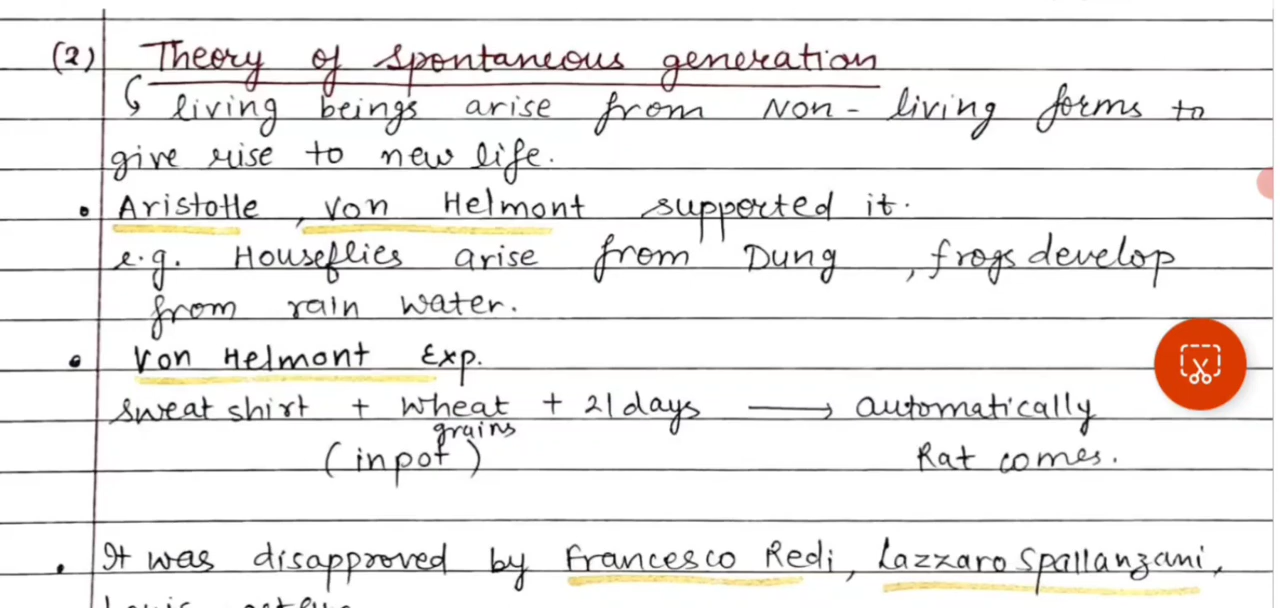 (2) Theory of spontaneous generation
living beings arise from Non-living forms to
give rise to new life.
• Aristotle, von Helmont supported it.
e.g. Houseflies arise from Dung, frogs develop
from rain water.
• Von Helmont Exp.
sweat shirt + wheat + 21 days → automatically
grains
(in pot) Rat comes.
• It was disapproved by Francesco Redi, Lazzaro Spallanzani,